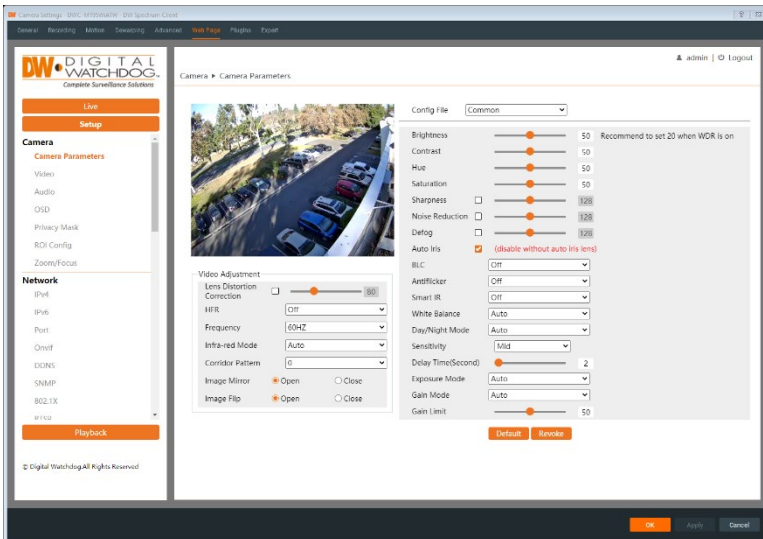 Camera Settings - DWC-MTT4Wi6ATW - DW Spectrum Client
General Recording Motion Dewarping Advanced Web Page Plugins Expert
DW DIGITAL
WATCHDOG
Complete Surveillance Solutions
admin | Logout
Camera ▸ Camera Parameters
Live
Setup
Camera
Camera Parameters
Video
Audio
OSD
Privacy Mask
ROI Config
Zoom/Focus
Network
IPv4
IPv6
Port
Onvif
DDNS
SNMP
802.1X
Playback
© Digital Watchdog.All Rights Reserved
Video Adjustment
Lens Distortion
Correction 80
HFR Off
Frequency 60HZ
Infra-red Mode Auto
Corridor Pattern 0
Image Mirror Open Close
Image Flip Open Close
Config File Common
Brightness 50 Recommend to set 20 when WDR is on
Contrast 50
Hue 50
Saturation 50
Sharpness 128
Noise Reduction 128
Defog 128
Auto Iris (disable without auto iris lens)
BLC Off
Antiflicker Off
Smart IR Off
White Balance Auto
Day/Night Mode Auto
Sensitivity Mid
Delay Time(Second) 2
Exposure Mode Auto
Gain Mode Auto
Gain Limit 50
Default Revoke
OK Apply Cancel